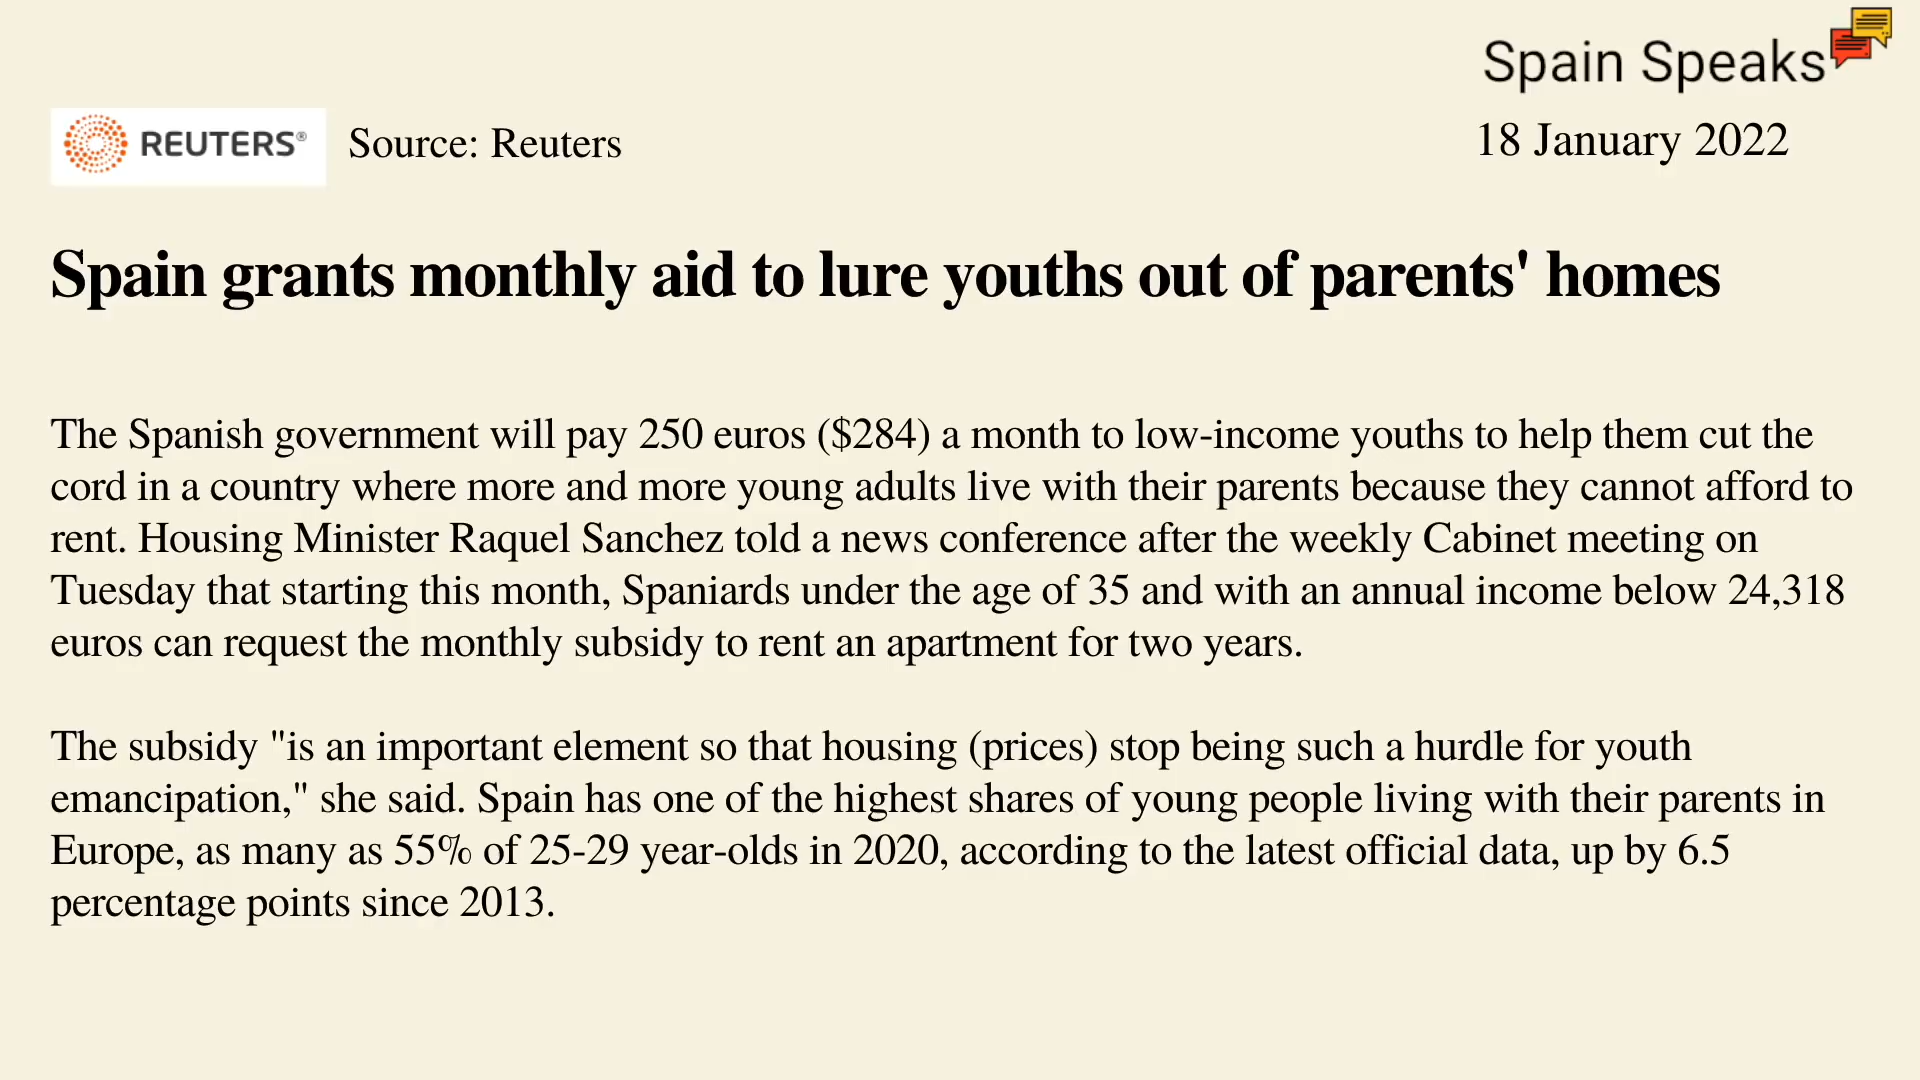 Spain Speaks
REUTERS®
Source: Reuters
18 January 2022
Spain grants monthly aid to lure youths out of parents' homes
The Spanish government will pay 250 euros ($284) a month to low-income youths to help them cut the
cord in a country where more and more young adults live with their parents because they cannot afford to
rent. Housing Minister Raquel Sanchez told a news conference after the weekly Cabinet meeting on
Tuesday that starting this month, Spaniards under the age of 35 and with an annual income below 24,318
euros can request the monthly subsidy to rent an apartment for two years.
The subsidy "is an important element so that housing (prices) stop being such a hurdle for youth
emancipation," she said. Spain has one of the highest shares of young people living with their parents in
Europe, as many as 55% of 25-29 year-olds in 2020, according to the latest official data, up by 6.5
percentage points since 2013.